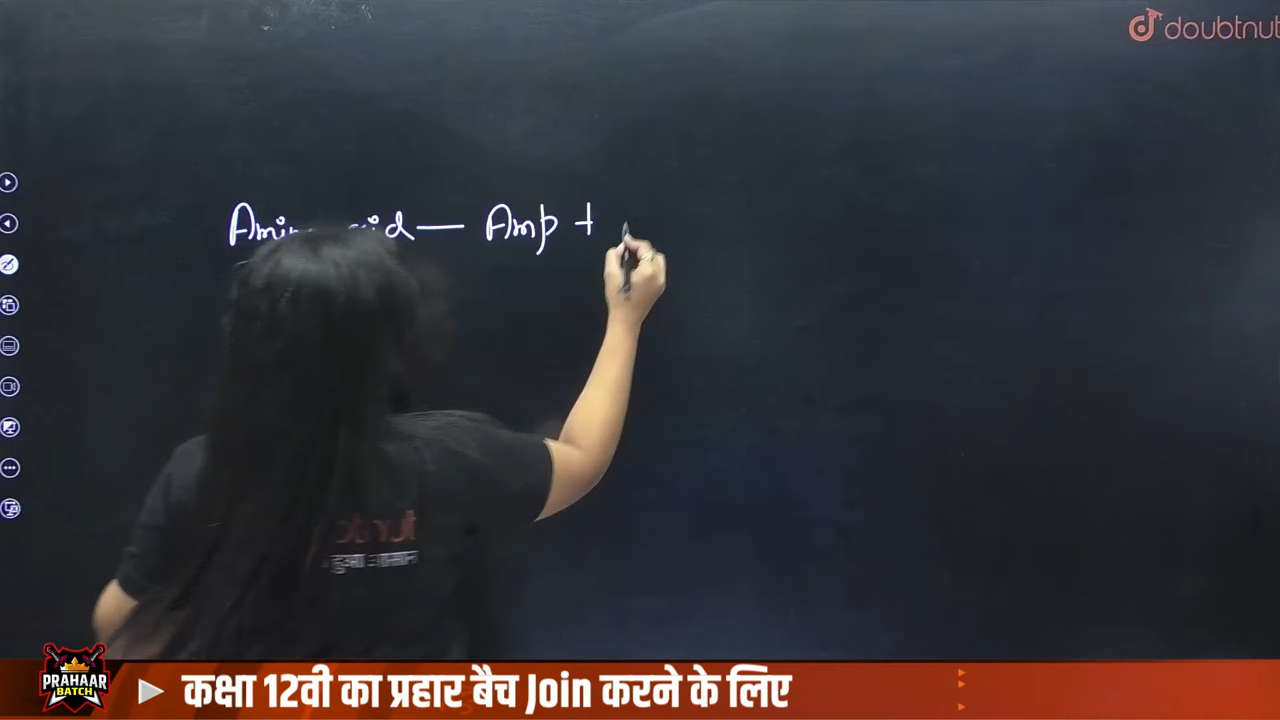 doubtnut
— Amp +
PRAHAAR
BATCH
कक्षा 12वी का प्रहार बैच Join करने के लिए